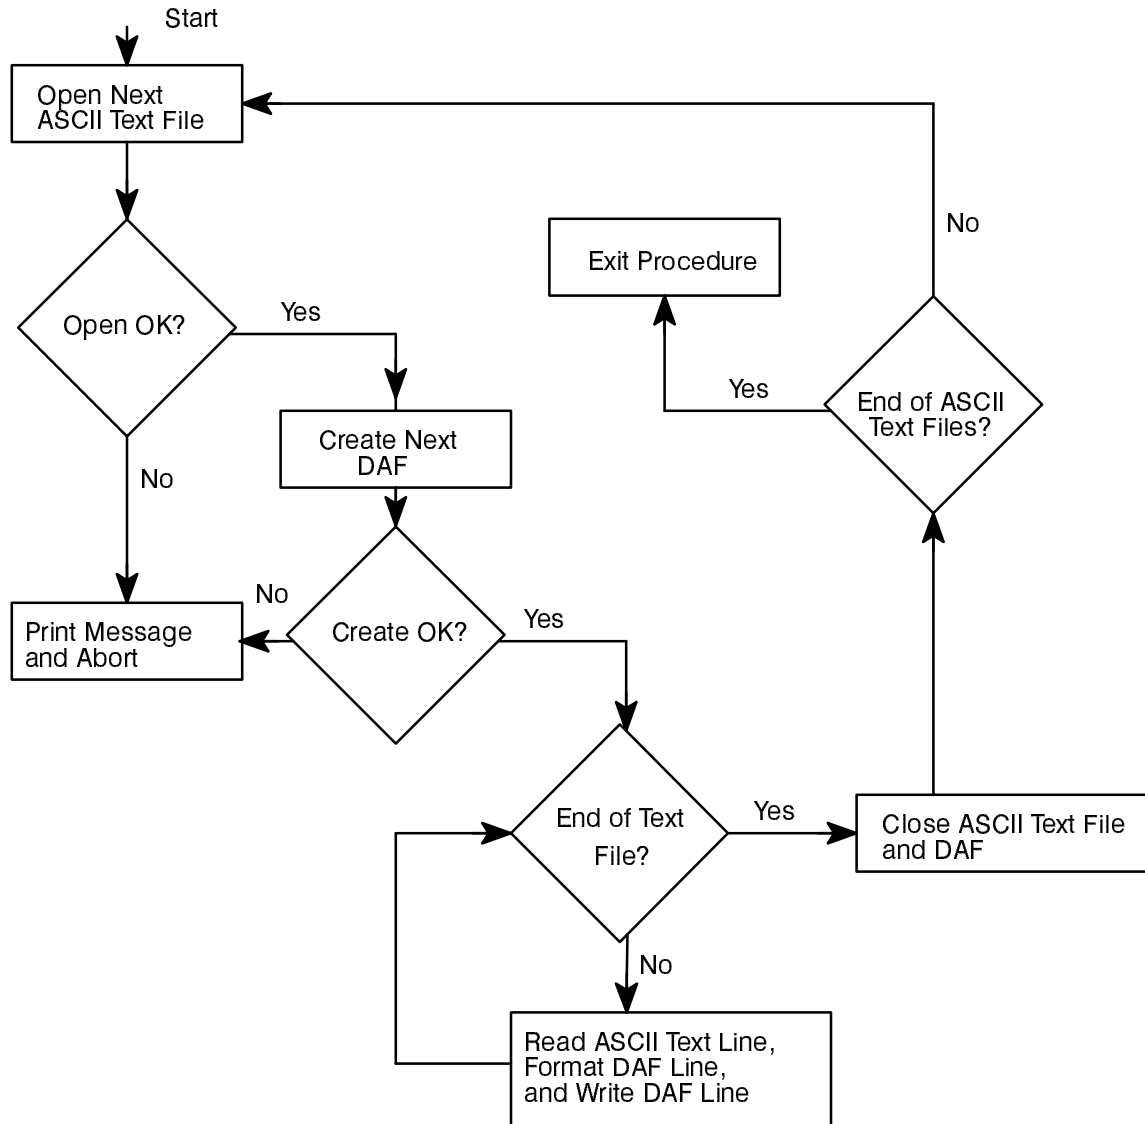 Start
Open Next
ASCII Text File
Open OK?
Yes
No
Create Next
DAF
Create OK?
No
Yes
Print Message
and Abort
End of Text
File?
Yes
No
Read ASCII Text Line,
Format DAF Line,
and Write DAF Line
Close ASCII Text File
and DAF
End of ASCII
Text Files?
Yes
No
Exit Procedure